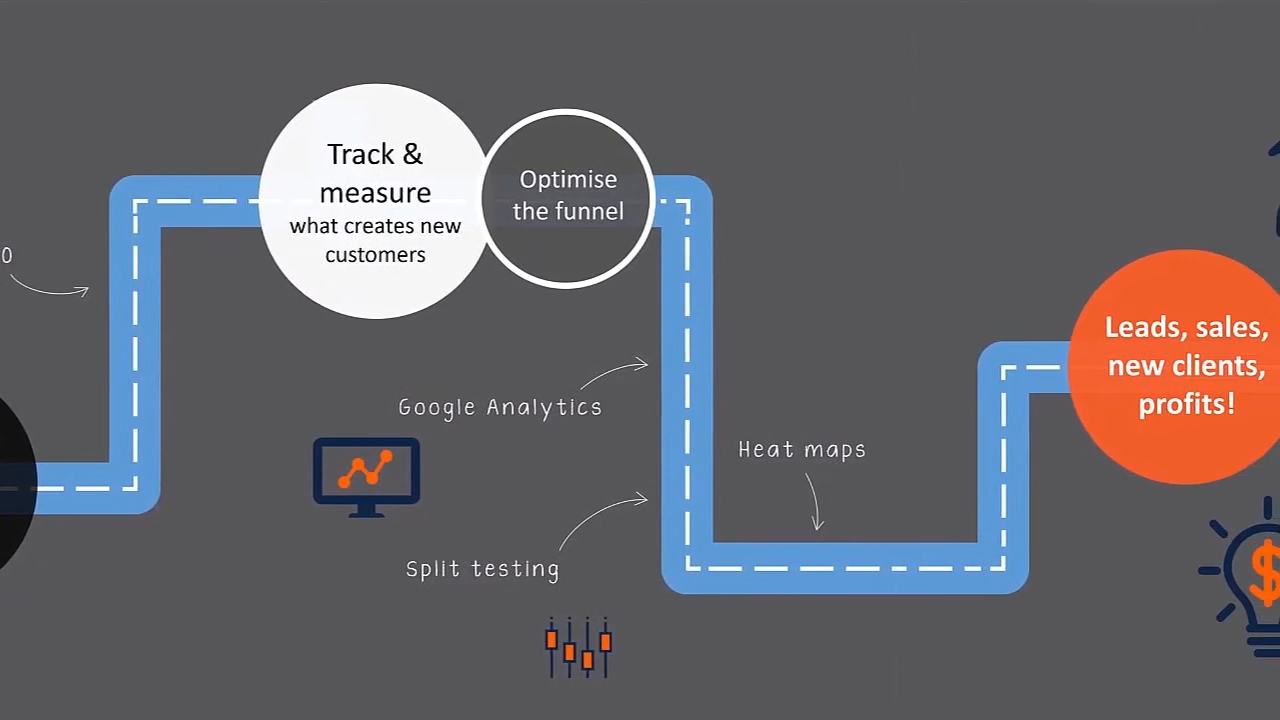 Track &
measure
what creates new
customers
Optimise
the funnel
0
Google Analytics
Split testing
Heat maps
Leads, sales,
new clients,
profits!
$